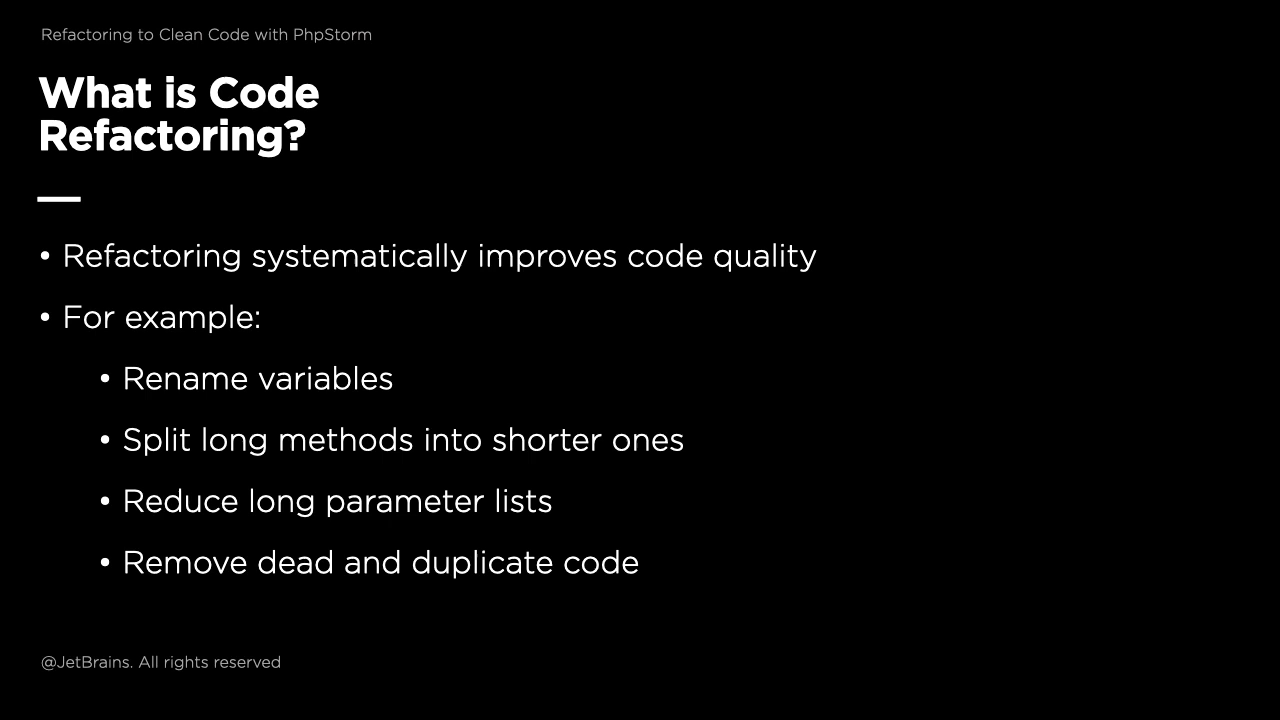 Refactoring to Clean Code with PhpStorm
What is Code
Refactoring?
• Refactoring systematically improves code quality
• For example:
• Rename variables
• Split long methods into shorter ones
• Reduce long parameter lists
• Remove dead and duplicate code
@JetBrains. All rights reserved